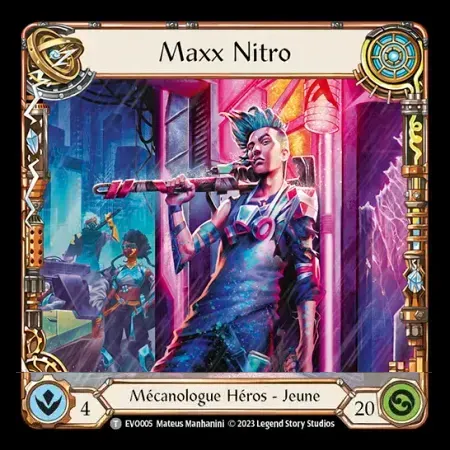 Maxx Nitro
Mécanologue Héros - Jeune
4
20
T EVO005 Mateus Manhanini © 2023 Legend Story Studios